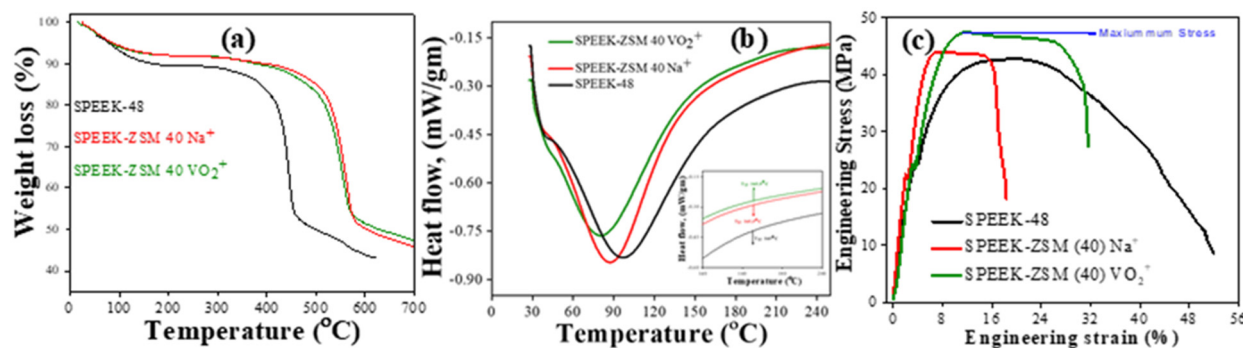 (a)
100
90
80
70
60
50
40
Weight loss (%)
SPEEK-48
SPEEK-ZSM 40 Na⁺
SPEEK-ZSM 40 VO₂⁺
0 100 200 300 400 500 600 700
Temperature (°C)
(b)
-0.15
-0.30
-0.45
-0.60
-0.75
-0.90
Heat flow, (mW/gm)
SPEEK-ZSM 40 VO₂⁺
SPEEK-ZSM 40 Na⁺
SPEEK-48
Heat flow, (mW/gm)
Temperature (°C)
0 30 60 90 120 150 180 210 240
Temperature (°C)
(c)
50
40
30
20
10
0
Engineering Stress (MPa)
Maxiummum Stress
SPEEK-48
SPEEK-ZSM (40) Na⁺
SPEEK-ZSM (40) VO₂⁺
0 8 16 24 32 40 48 56
Engineering strain (%)